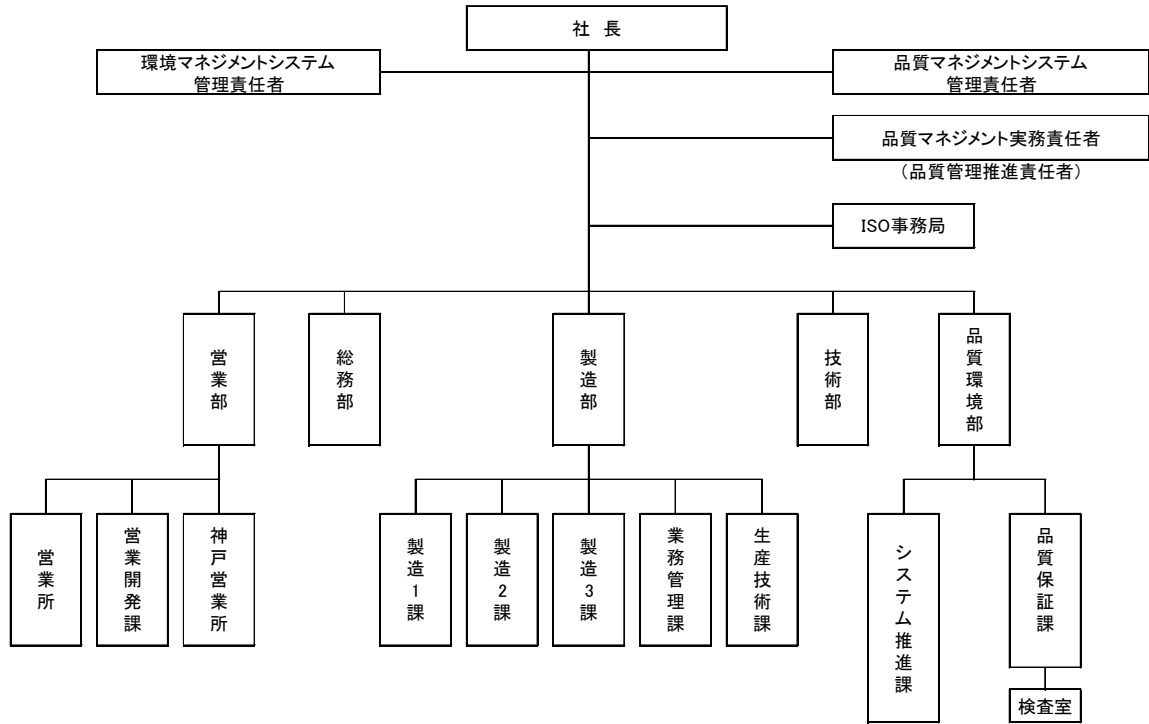 社 長
環境マネジメントシステム
管理責任者
品質マネジメントシステム
管理責任者
品質マネジメント実務責任者
（品質管理推進責任者）
ISO事務局
営業部
総務部
製造部
技術部
品質環境部
営業所
営業開発課
神戸営業所
製造1課
製造2課
製造3課
業務管理課
生産技術課
システム推進課
品質保証課
検査室